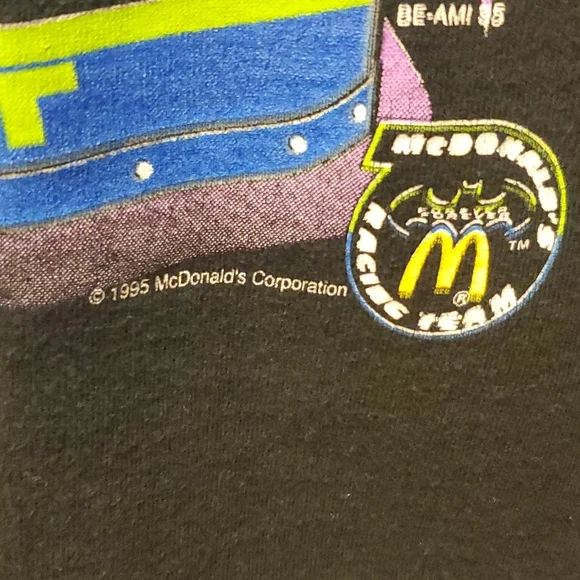 BE-AMI 95
McDONALD'S
FOREVER
M
TM
®
RACING TEAM
© 1995 McDonald's Corporation